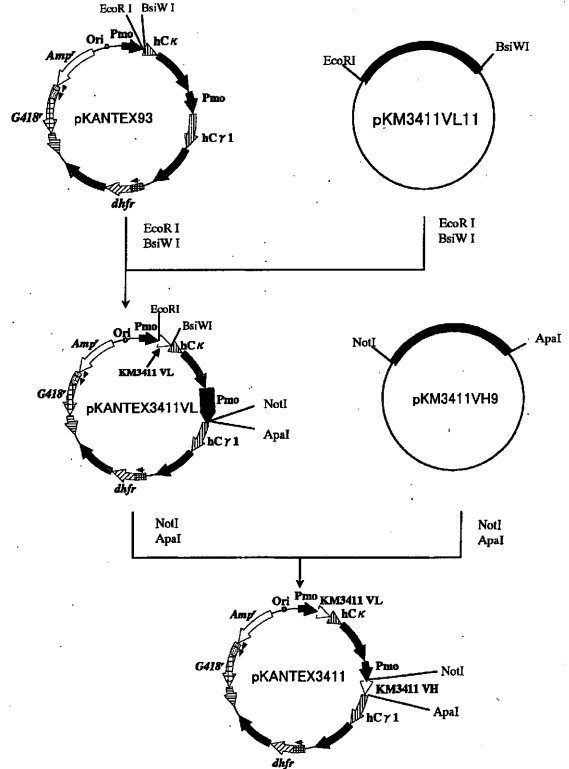 EcoR I BsiW I
Pmo hCκ
Ori
Ampr
G418r
pKANTEX93
Pmo
hCγ1
dhfr
EcoRI
BsiWI
pKM3411VL11
EcoR I
BsiW I
EcoR I
BsiW I
EcoRI
BsiWI
Ori Pmo
hCκ
Ampr
KM3411 VL
G418r
pKANTEX3411VL
Pmo
NotI
ApaI
hCγ1
dhfr
NotI
ApaI
pKM3411VH9
NotI
ApaI
NotI
ApaI
Ori Pmo KM3411 VL
hCκ
Ampr
G418r
pKANTEX3411
Pmo
NotI
KM3411 VH
ApaI
hCγ1
dhfr